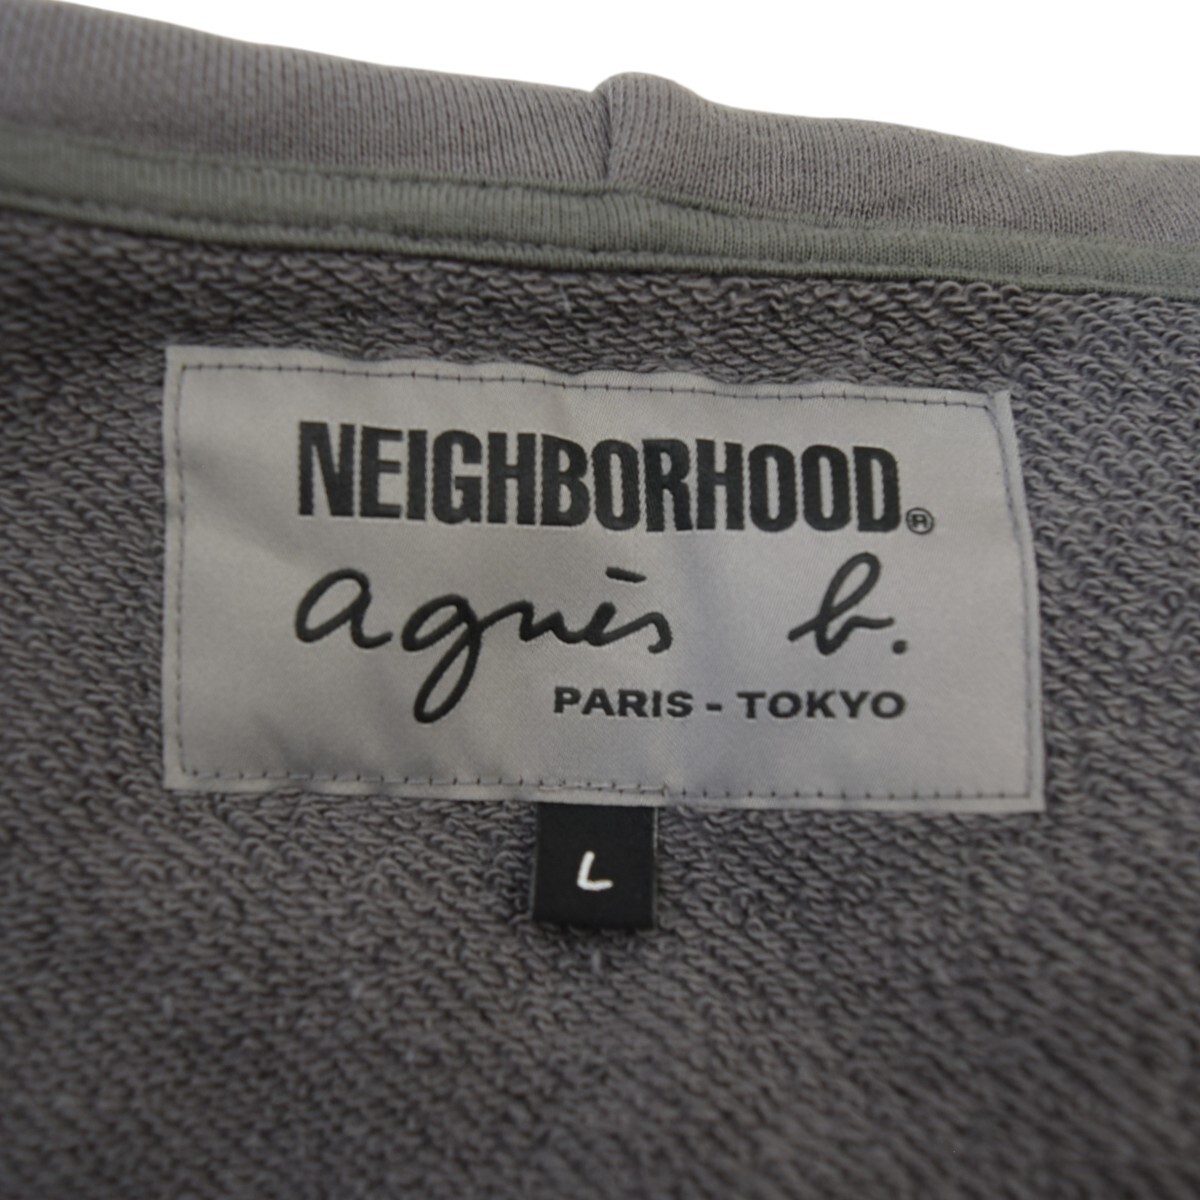 NEIGHBORHOOD®
agnès b.
PARIS - TOKYO
L